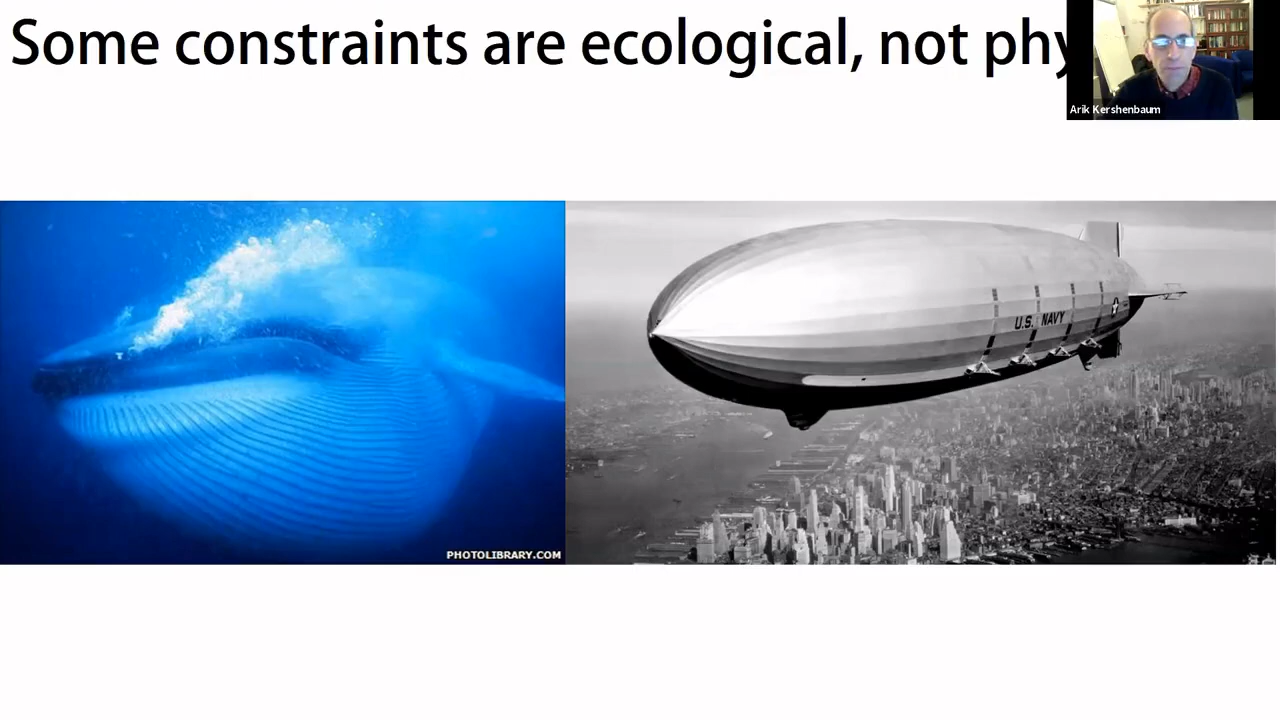 Some constraints are ecological, not phy
Arik Kershenbaum
U.S. NAVY
PHOTOLIBRARY.COM